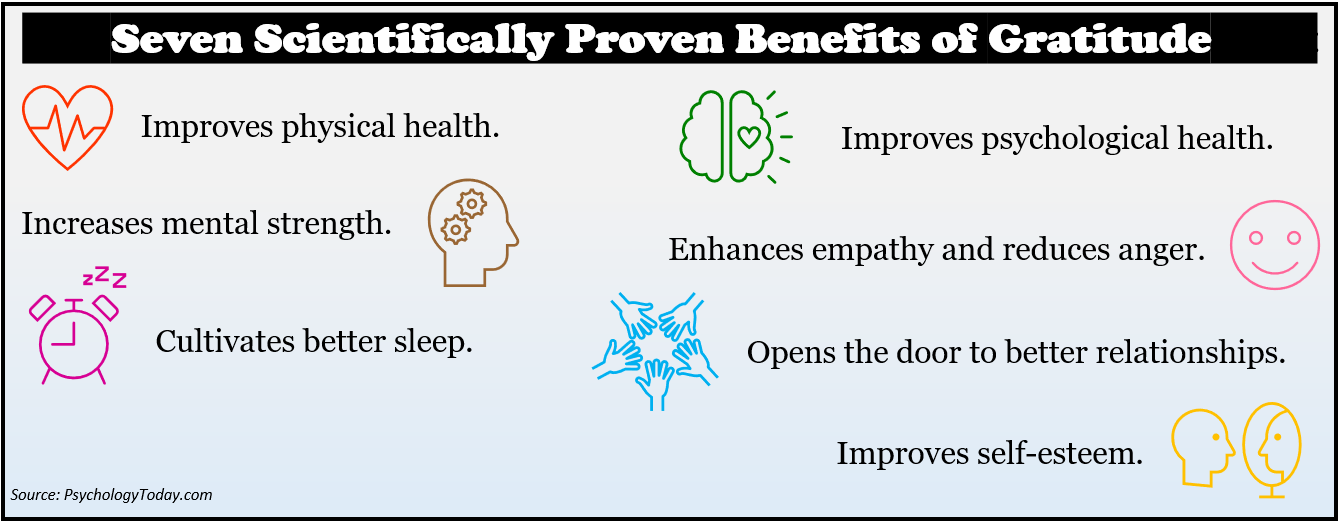 Seven Scientifically Proven Benefits of Gratitude
Improves physical health.
Improves psychological health.
Increases mental strength.
Enhances empathy and reduces anger.
zZZ
Cultivates better sleep.
Opens the door to better relationships.
Improves self-esteem.
Source: PsychologyToday.com